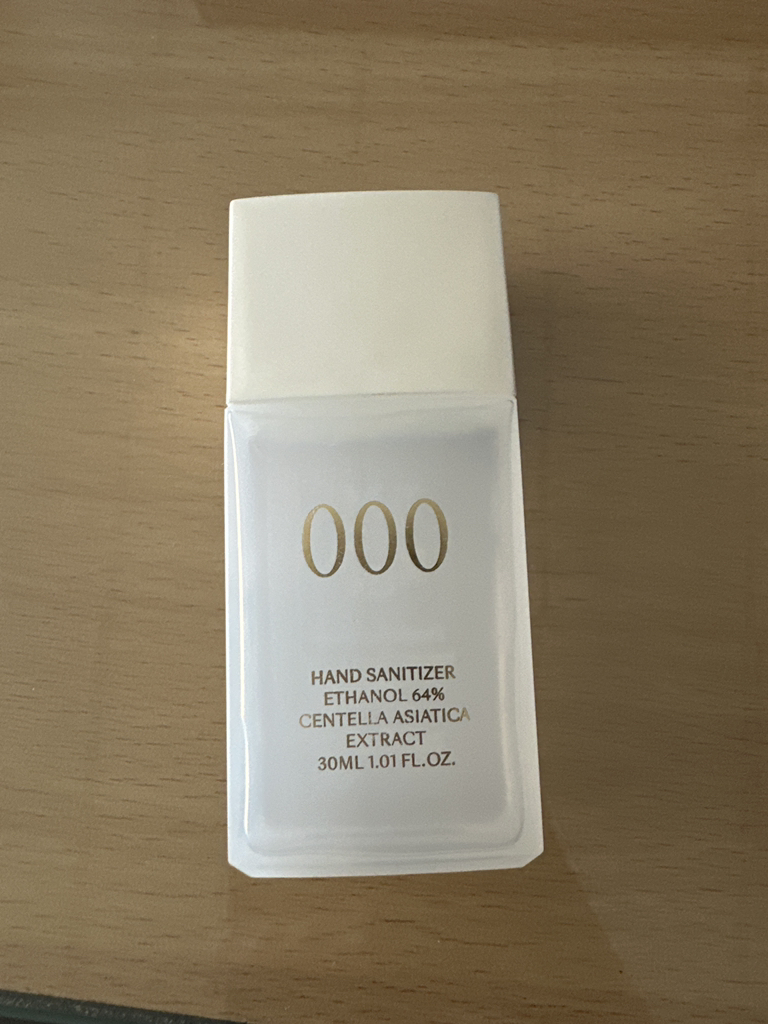 000
HAND SANITIZER
ETHANOL 64%
CENTELLA ASIATICA
EXTRACT
30ML 1.01 FL.OZ.